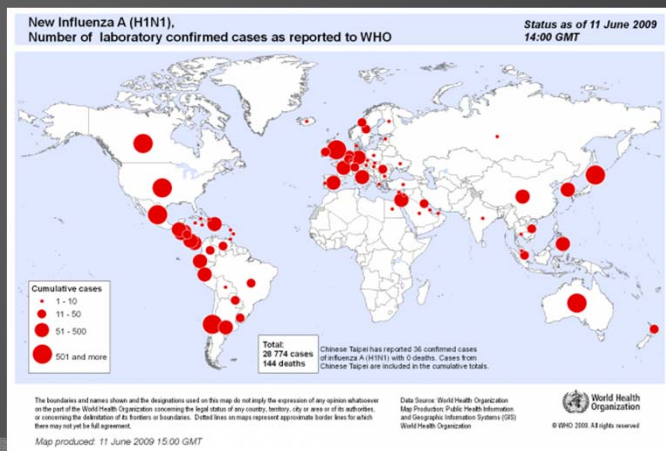 New Influenza A (H1N1),
Number of laboratory confirmed cases as reported to WHO
Status as of 11 June 2009
14:00 GMT
Cumulative cases
1 - 10
11 - 50
51 - 500
501 and more
Total:
28 774 cases
144 deaths
Chinese Taipei has reported 36 confirmed cases
of influenza A (H1N1) with 0 deaths. Cases from
Chinese Taipei are included in the cumulative totals.
The boundaries and names shown and the designations used on this map do not imply the expression of any opinion whatsoever
on the part of the World Health Organization concerning the legal status of any country, territory, city or area or of its authorities,
or concerning the delimitation of its frontiers or boundaries. Dotted lines on maps represent approximate border lines for which
there may not yet be full agreement.
Data Source: World Health Organization
Map Production: Public Health Information
and Geographic Information Systems (GIS)
World Health Organization
World Health
Organization
© WHO 2009. All rights reserved
Map produced: 11 June 2009 15:00 GMT